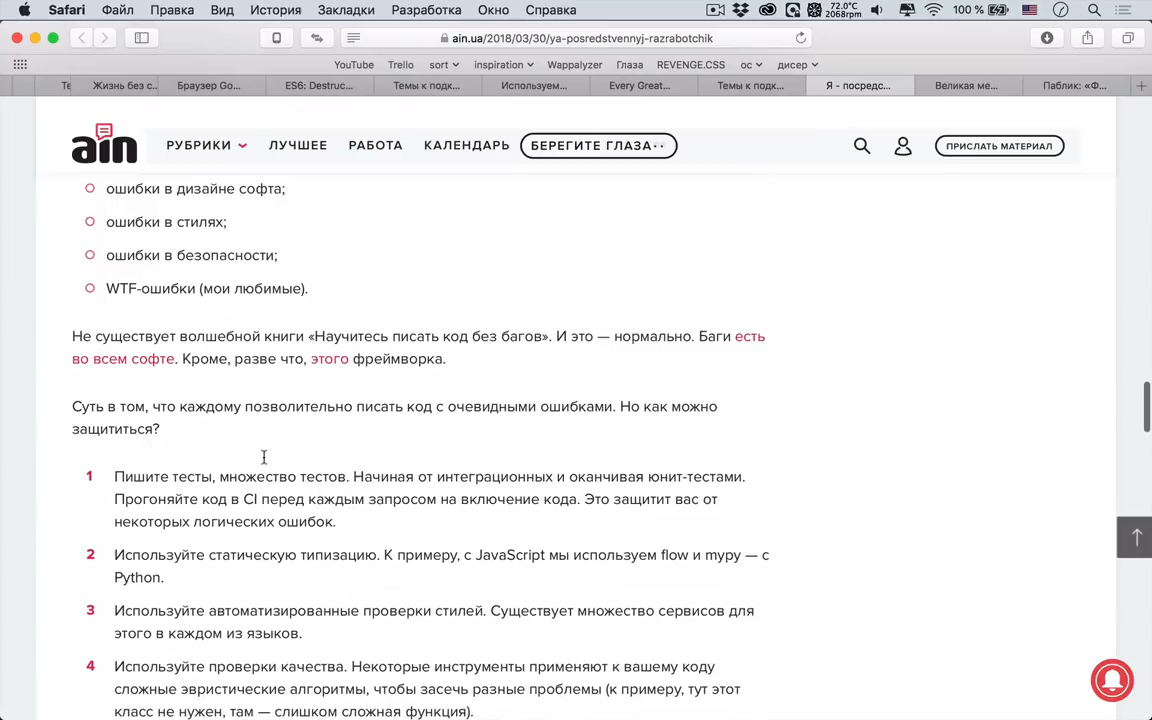 Safari Файл Правка Вид История Закладки Разработка Окно Справка 72.0°C 2068rpm 100 %
ain.ua/2018/03/30/ya-posredstvennyj-razrabotchik
YouTube Trello sort inspiration Wappalyzer Глаза REVENGE.CSS ос дисер
Те Жизнь без с... Браузер Go... ES6: Destruc... Темы к подк... Используем... Every Great... Темы к подк... Я - посредс... Великая ме... Паблик: «Ф...
ain РУБРИКИ ЛУЧШЕЕ РАБОТА КАЛЕНДАРЬ БЕРЕГИТЕ ГЛАЗА ПРИСЛАТЬ МАТЕРИАЛ
ошибки в дизайне софта;
ошибки в стилях;
ошибки в безопасности;
WTF-ошибки (мои любимые).
Не существует волшебной книги «Научитесь писать код без багов». И это — нормально. Баги есть
во всем софте. Кроме, разве что, этого фреймворка.
Суть в том, что каждому позволительно писать код с очевидными ошибками. Но как можно
защититься?
1 Пишите тесты, множество тестов. Начиная от интеграционных и оканчивая юнит-тестами.
Прогоняйте код в CI перед каждым запросом на включение кода. Это защитит вас от
некоторых логических ошибок.
2 Используйте статическую типизацию. К примеру, с JavaScript мы используем flow и mypy — с
Python.
3 Используйте автоматизированные проверки стилей. Существует множество сервисов для
этого в каждом из языков.
4 Используйте проверки качества. Некоторые инструменты применяют к вашему коду
сложные эвристические алгоритмы, чтобы засечь разные проблемы (к примеру, тут этот
класс не нужен, там — слишком сложная функция).